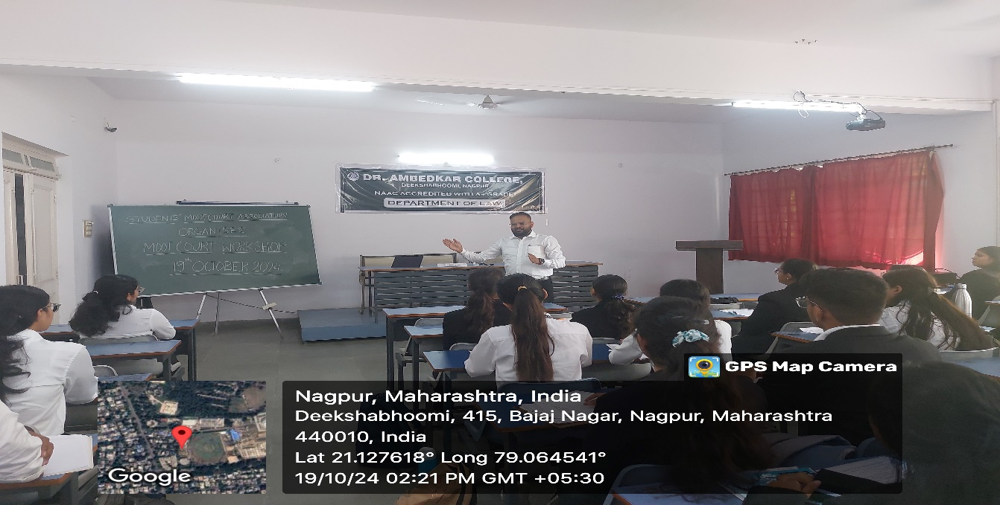 DR. AMBEDKAR COLLEGE,
DEEKSHABHOOMI, NAGPUR
NAAC ACCREDITED WITH A+ GRADE
DEPARTMENT OF LAW
STUDENTS' MOOT COURT ASSOCIATION
ORGANISES
MOOT COURT WORKSHOP
19th OCTOBER 2024
GPS Map Camera
Nagpur, Maharashtra, India
Deekshabhoomi, 415, Bajaj Nagar, Nagpur, Maharashtra
440010, India
Lat 21.127618° Long 79.064541°
19/10/24 02:21 PM GMT +05:30
Google